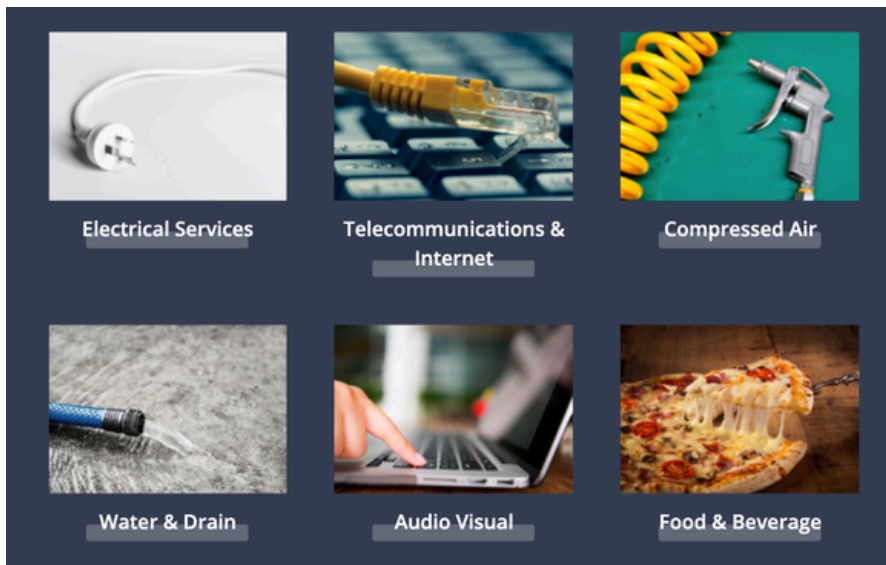 Electrical Services
Telecommunications &
Internet
Compressed Air
Water & Drain
Audio Visual
Food & Beverage